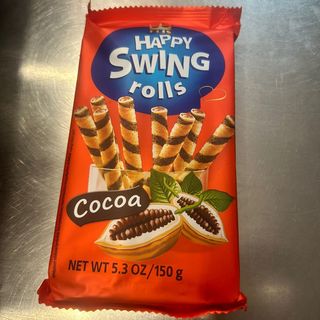 HAPPY
SWING
rolls
Cocoa
NET WT 5.3 OZ/150 g